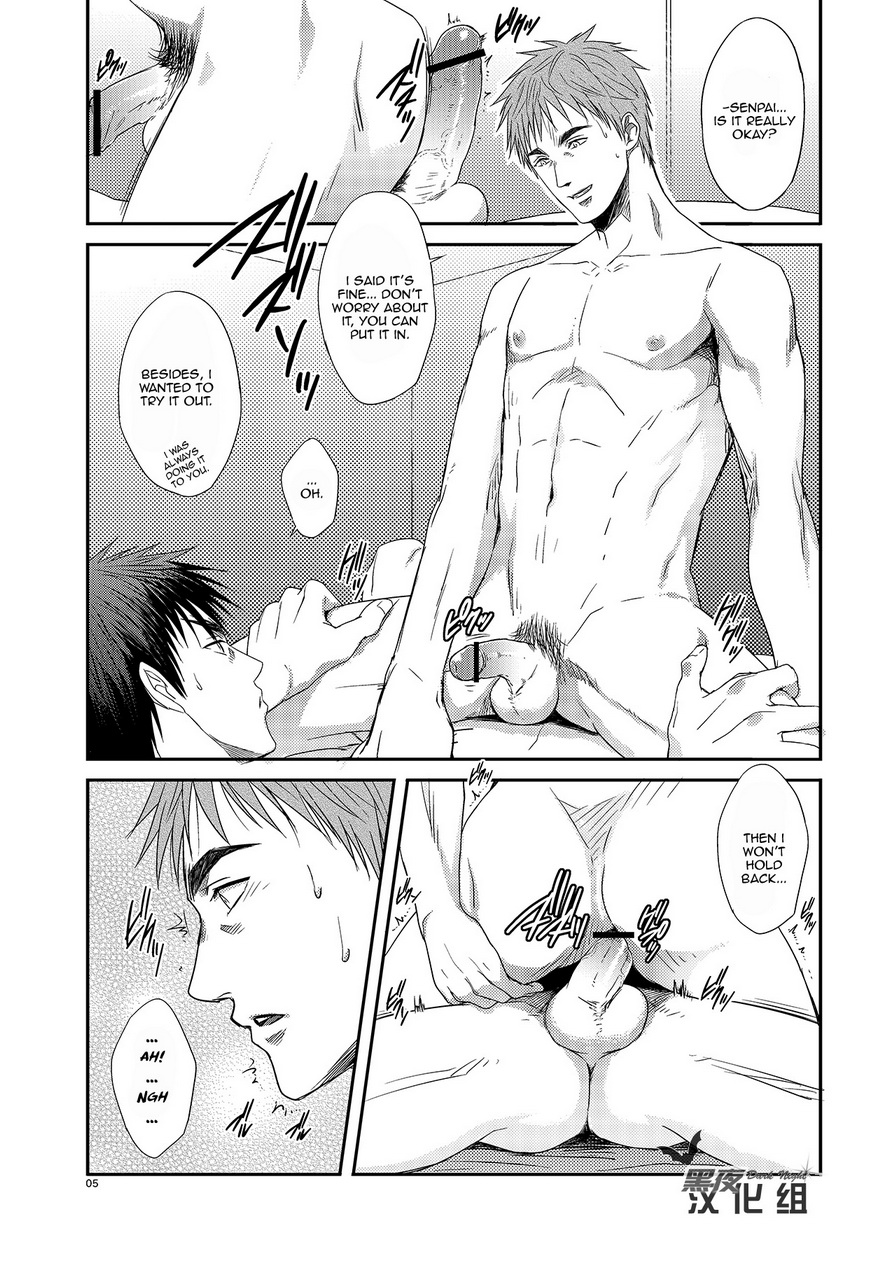 -SENPAI...
IS IT REALLY
OKAY?
I SAID IT'S
FINE... DON'T
WORRY ABOUT
IT, YOU CAN
PUT IT IN.
BESIDES, I
WANTED TO
TRY IT OUT.
I WAS
ALWAYS
DOING IT
TO YOU.
...
OH.
THEN I
WON'T
HOLD
BACK...
...
AH!
...
NGH
...
05
黑夜
Dark Night
汉化组